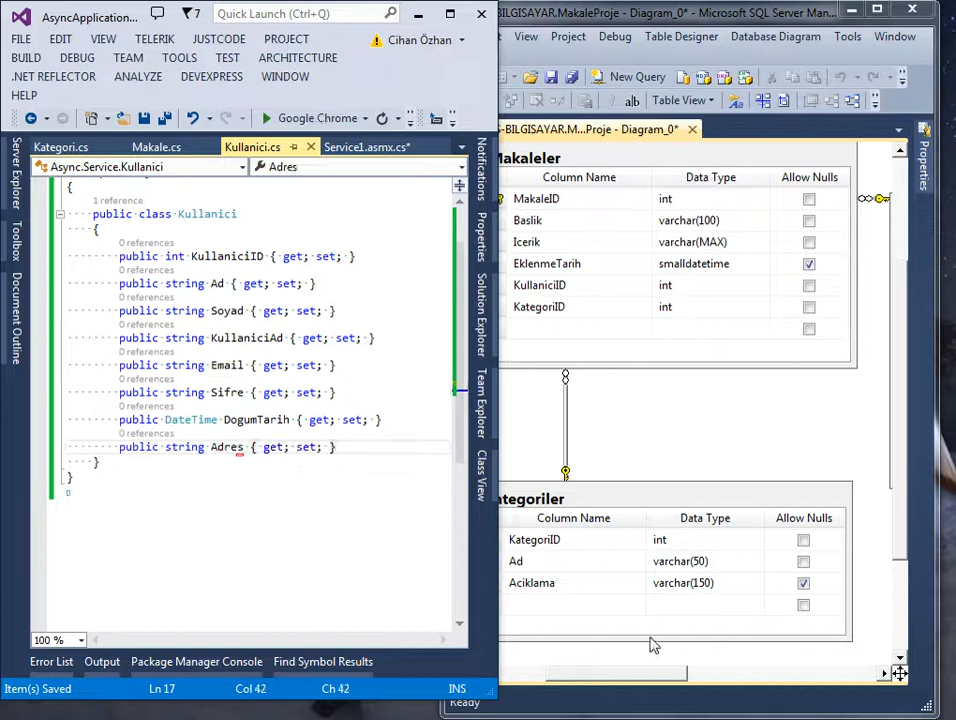 AsyncApplication...
7
Quick Launch (Ctrl+Q)
FILE EDIT VIEW TELERIK JUSTCODE PROJECT
Cihan Özhan
BUILD DEBUG TEAM TOOLS TEST ARCHITECTURE
.NET REFLECTOR ANALYZE DEVEXPRESS WINDOW
HELP
Google Chrome
Kategori.cs Makale.cs Kullanici.cs Service1.asmx.cs*
Async.Service.Kullanici Adres
{
1 reference
public class Kullanici
{
0 references
public int KullaniciID { get; set; }
0 references
public string Ad { get; set; }
0 references
public string Soyad { get; set; }
0 references
public string KullaniciAd { get; set; }
0 references
public string Email { get; set; }
0 references
public string Sifre { get; set; }
0 references
public DateTime DogumTarih { get; set; }
0 references
public string Adres { get; set; }
}
}
100 %
Error List Output Package Manager Console Find Symbol Results
Item(s) Saved Ln 17 Col 42 Ch 42 INS
Server Explorer
Toolbox
Document Outline
Notifications
Properties
Solution Explorer
Team Explorer
Class View
BILGISAYAR.MakaleProje - Diagram_0* - Microsoft SQL Server Man...
View Project Debug Table Designer Database Diagram Tools Window
New Query
ab Table View
S-BILGISAYAR.M...Proje - Diagram_0*
Properties
Makaleler
Column Name Data Type Allow Nulls
MakaleID int
Baslik varchar(100)
Icerik varchar(MAX)
EklenmeTarih smalldatetime
KullaniciID int
KategoriID int
ategoriler
Column Name Data Type Allow Nulls
KategoriID int
Ad varchar(50)
Aciklama varchar(150)
Ready